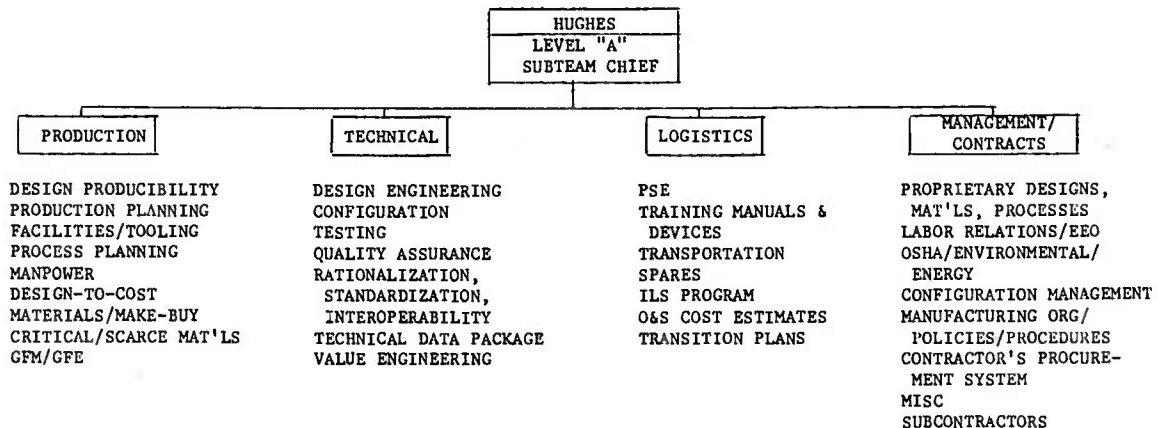 HUGHES
LEVEL "A"
SUBTEAM CHIEF
PRODUCTION
DESIGN PRODUCIBILITY
PRODUCTION PLANNING
FACILITIES/TOOLING
PROCESS PLANNING
MANPOWER
DESIGN-TO-COST
MATERIALS/MAKE-BUY
CRITICAL/SCARCE MAT'LS
GFM/GFE
TECHNICAL
DESIGN ENGINEERING
CONFIGURATION
TESTING
QUALITY ASSURANCE
RATIONALIZATION,
STANDARDIZATION,
INTEROPERABILITY
TECHNICAL DATA PACKAGE
VALUE ENGINEERING
LOGISTICS
PSE
TRAINING MANUALS &
DEVICES
TRANSPORTATION
SPARES
ILS PROGRAM
O&S COST ESTIMATES
TRANSITION PLANS
MANAGEMENT/
CONTRACTS
PROPRIETARY DESIGNS,
MAT'LS, PROCESSES
LABOR RELATIONS/EEO
OSHA/ENVIRONMENTAL/
ENERGY
CONFIGURATION MANAGEMENT
MANUFACTURING ORG/
POLICIES/PROCEDURES
CONTRACTOR'S PROCURE-
MENT SYSTEM
MISC
SUBCONTRACTORS